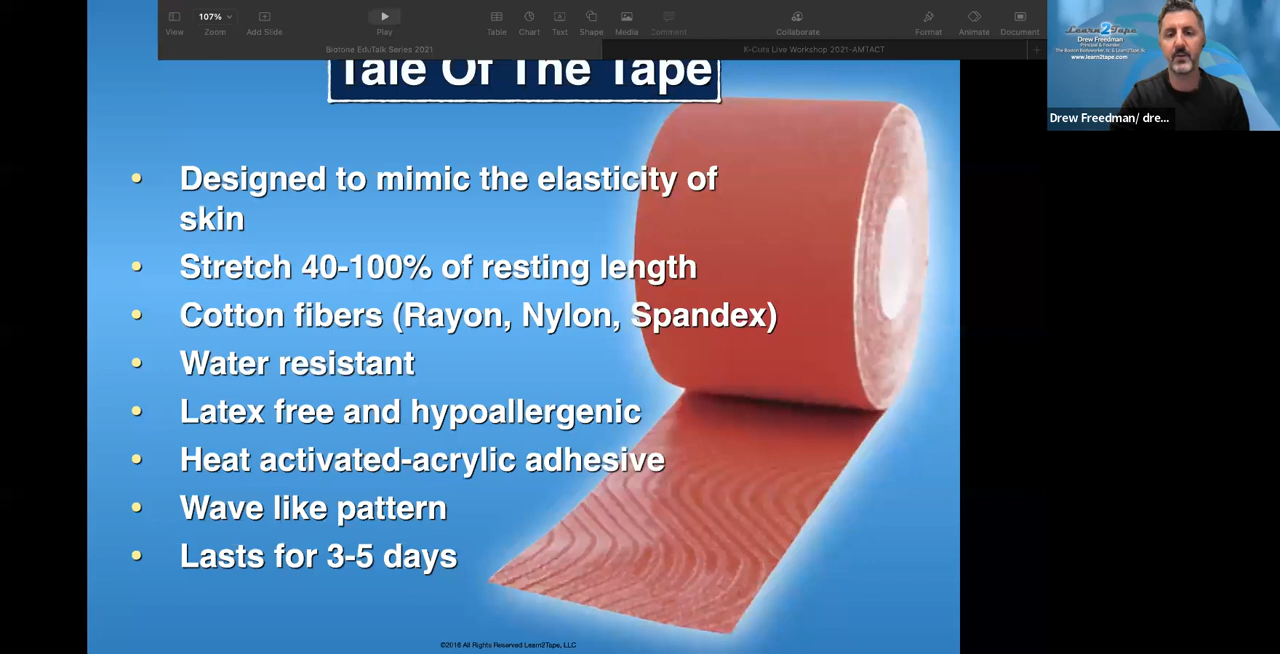 107%
View
Zoom
Add Slide
Play
Table
Chart
Text
Shape
Media
Comment
Collaborate
Format
Animate
Document
Biotone EduTalk Series 2021
K-Cuts Live Workshop 2021-AMTACT
Tale Of The Tape
• Designed to mimic the elasticity of
skin
• Stretch 40-100% of resting length
• Cotton fibers (Rayon, Nylon, Spandex)
• Water resistant
• Latex free and hypoallergenic
• Heat activated-acrylic adhesive
• Wave like pattern
• Lasts for 3-5 days
©2018 All Rights Reserved Learn2Tape, LLC
Learn2Tape
Drew Freedman
Principal & Founder,
www.learn2tape.com
Drew Freedman/ dre...